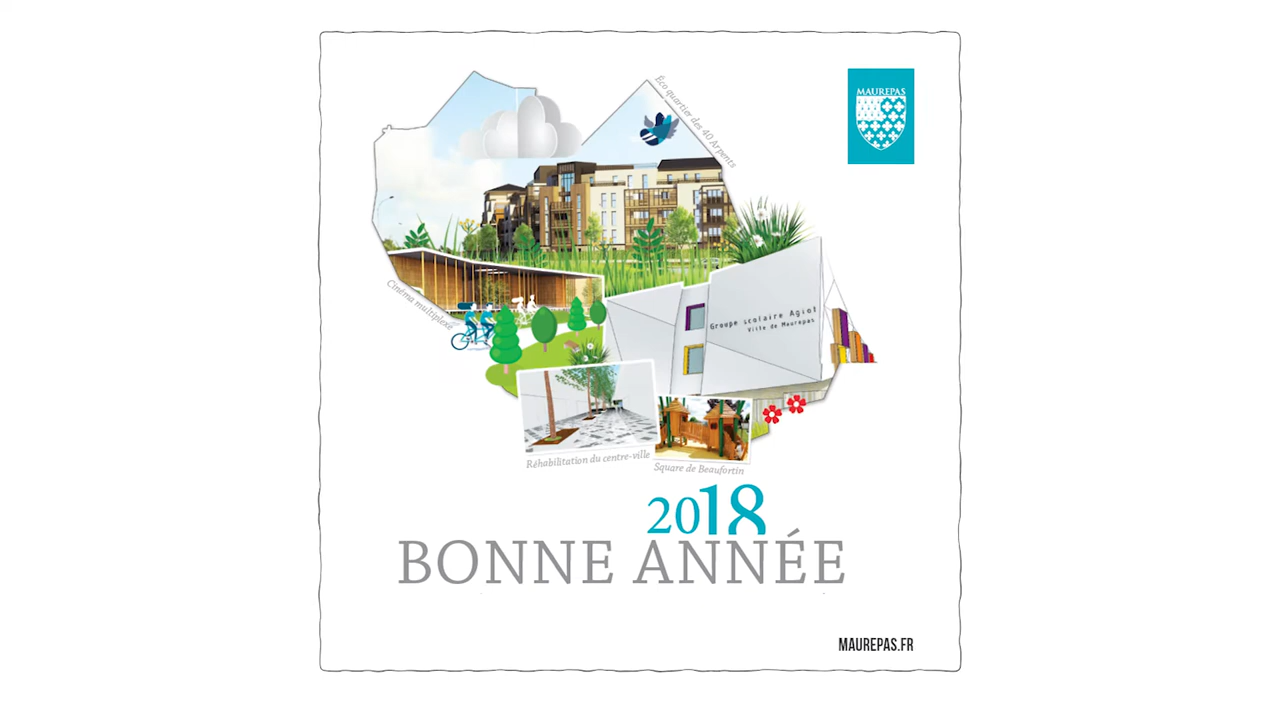 MAUREPAS
Éco quartier des 40 Arpents
Cinéma multiplexe
Groupe scolaire Agiot
Ville de Maurepas
Réhabilitation du centre-ville
Square de Beaufortin
2018
BONNE ANNÉE
MAUREPAS.FR